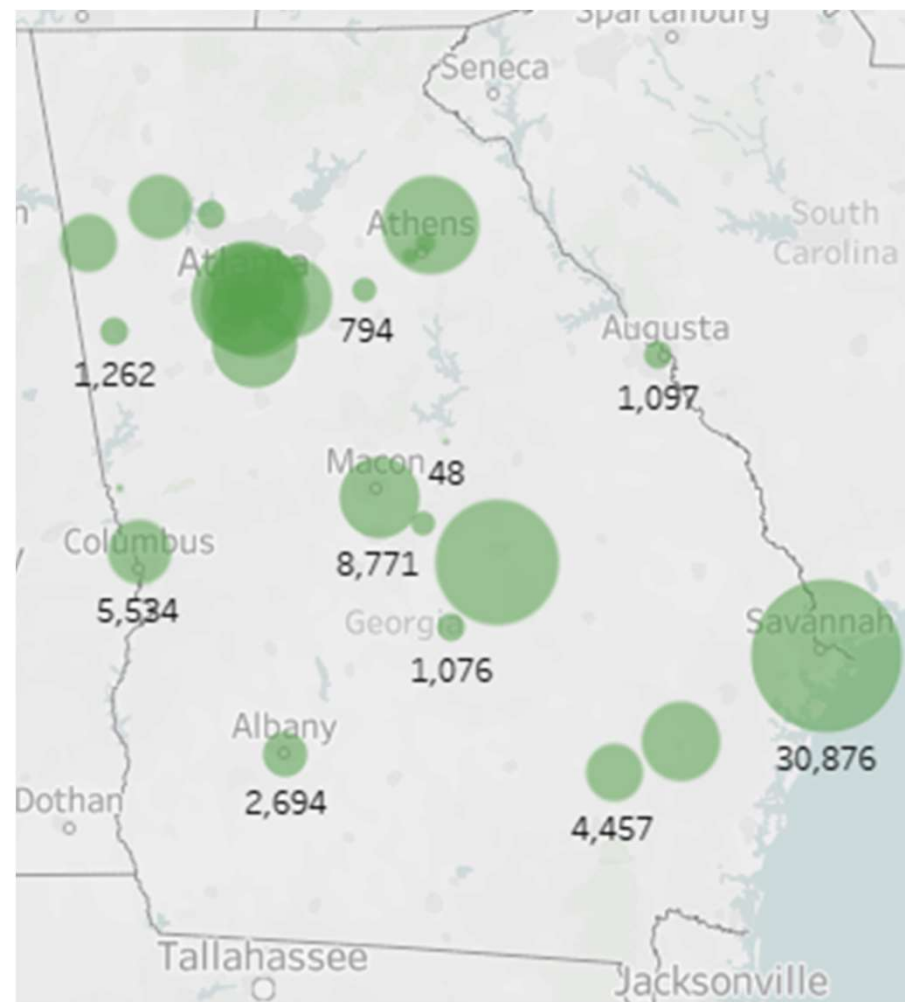 Spartanburg
Seneca
n
South
Carolina
Athens
Atlanta
794
Augusta
1,262
1,097
Macon
48
Columbus
8,771
5,534
Georgia
Savannah
1,076
Albany
30,876
2,694
Dothan
4,457
Tallahassee
Jacksonville